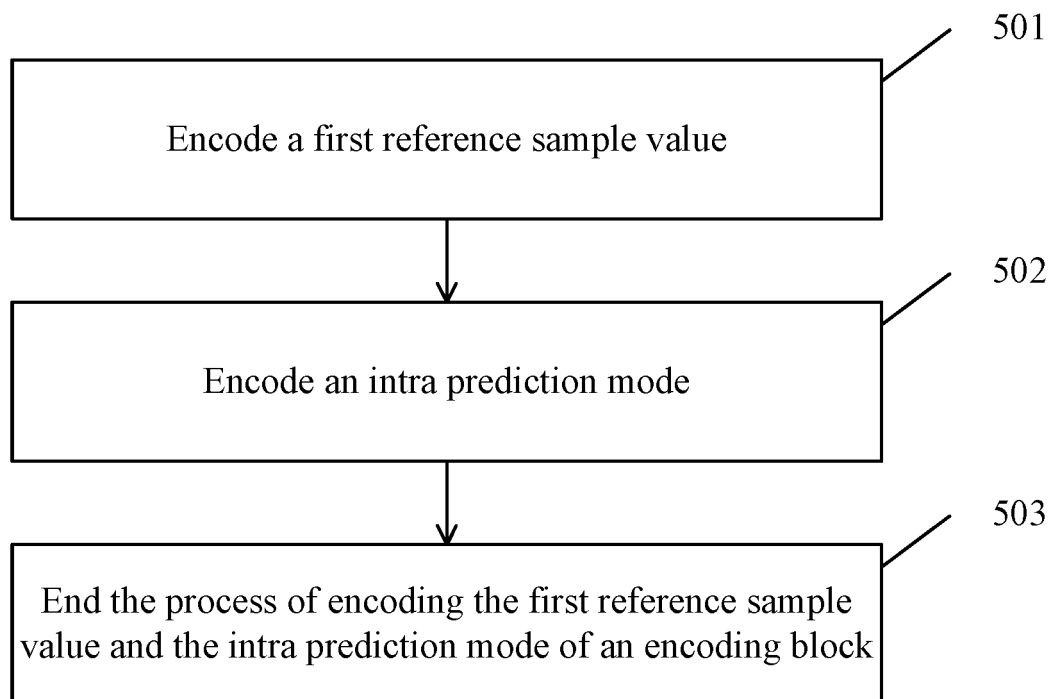 501
Encode a first reference sample value
502
Encode an intra prediction mode
503
End the process of encoding the first reference sample
value and the intra prediction mode of an encoding block